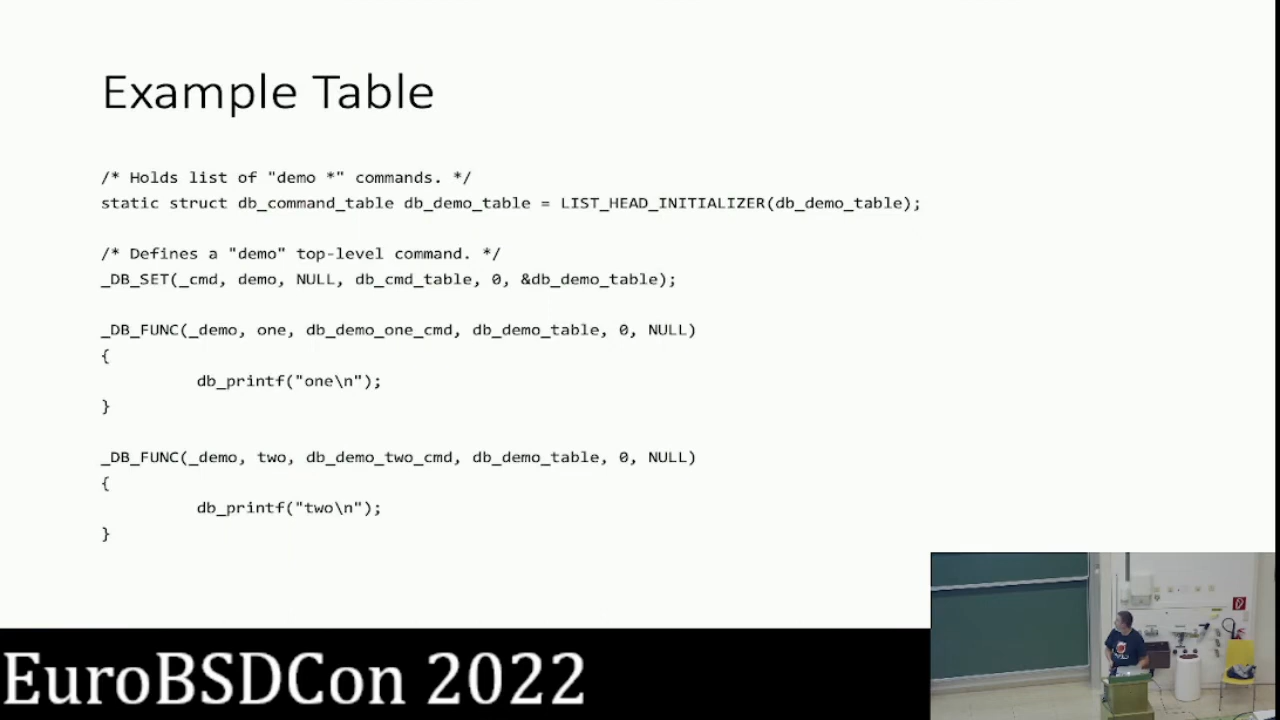 Example Table
/* Holds list of "demo *" commands. */
static struct db_command_table db_demo_table = LIST_HEAD_INITIALIZER(db_demo_table);
/* Defines a "demo" top-level command. */
_DB_SET(_cmd, demo, NULL, db_cmd_table, 0, &db_demo_table);
_DB_FUNC(_demo, one, db_demo_one_cmd, db_demo_table, 0, NULL)
{
db_printf("one\n");
}
_DB_FUNC(_demo, two, db_demo_two_cmd, db_demo_table, 0, NULL)
{
db_printf("two\n");
}
EuroBSDCon 2022